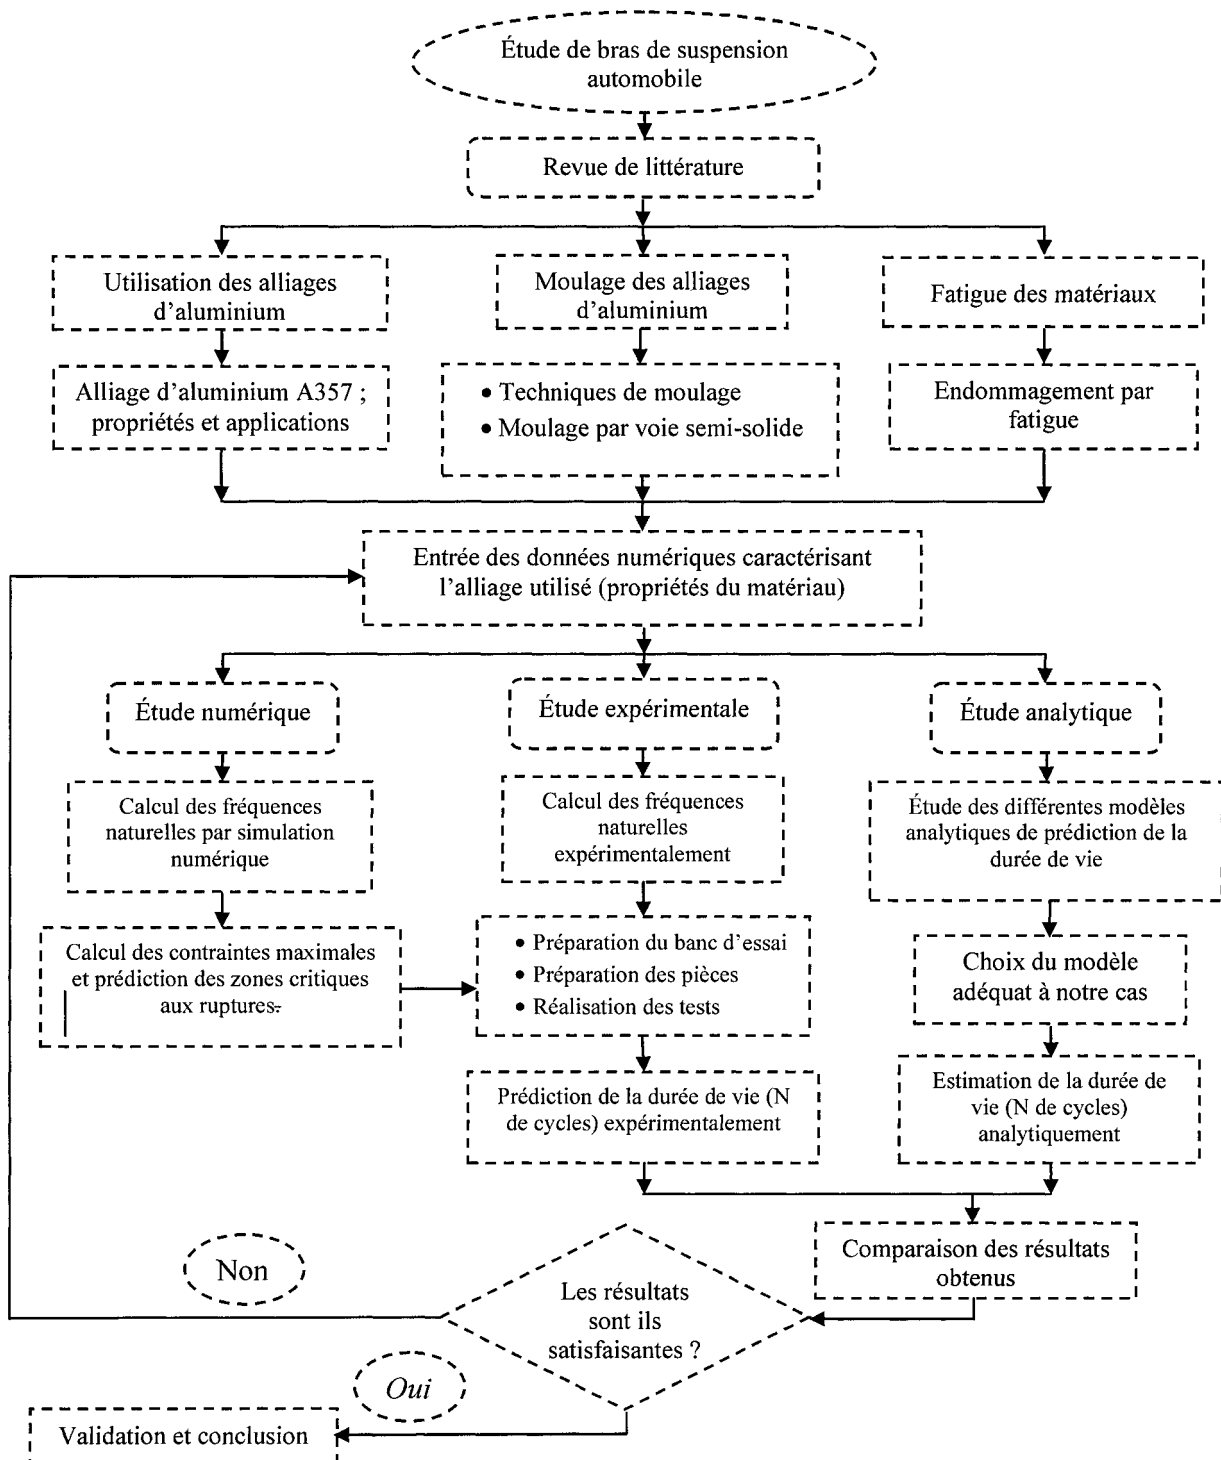 Étude de bras de suspension
automobile
Revue de littérature
Utilisation des alliages
d'aluminium
Moulage des alliages
d'aluminium
Fatigue des matériaux
Alliage d'aluminium A357 ;
propriétés et applications
• Techniques de moulage
• Moulage par voie semi-solide
Endommagement par
fatigue
Entrée des données numériques caractérisant
l'alliage utilisé (propriétés du matériau)
Étude numérique
Étude expérimentale
Étude analytique
Calcul des fréquences
naturelles par simulation
numérique
Calcul des fréquences
naturelles
expérimentalement
Étude des différentes modèles
analytiques de prédiction de la
durée de vie
Calcul des contraintes maximales
et prédiction des zones critiques
aux ruptures.
• Préparation du banc d'essai
• Préparation des pièces
• Réalisation des tests
Choix du modèle
adéquat à notre cas
Prédiction de la durée de vie (N
de cycles) expérimentalement
Estimation de la durée de
vie (N de cycles)
analytiquement
Comparaison des résultats
obtenus
Non
Les résultats
sont ils
satisfaisantes ?
Oui
Validation et conclusion